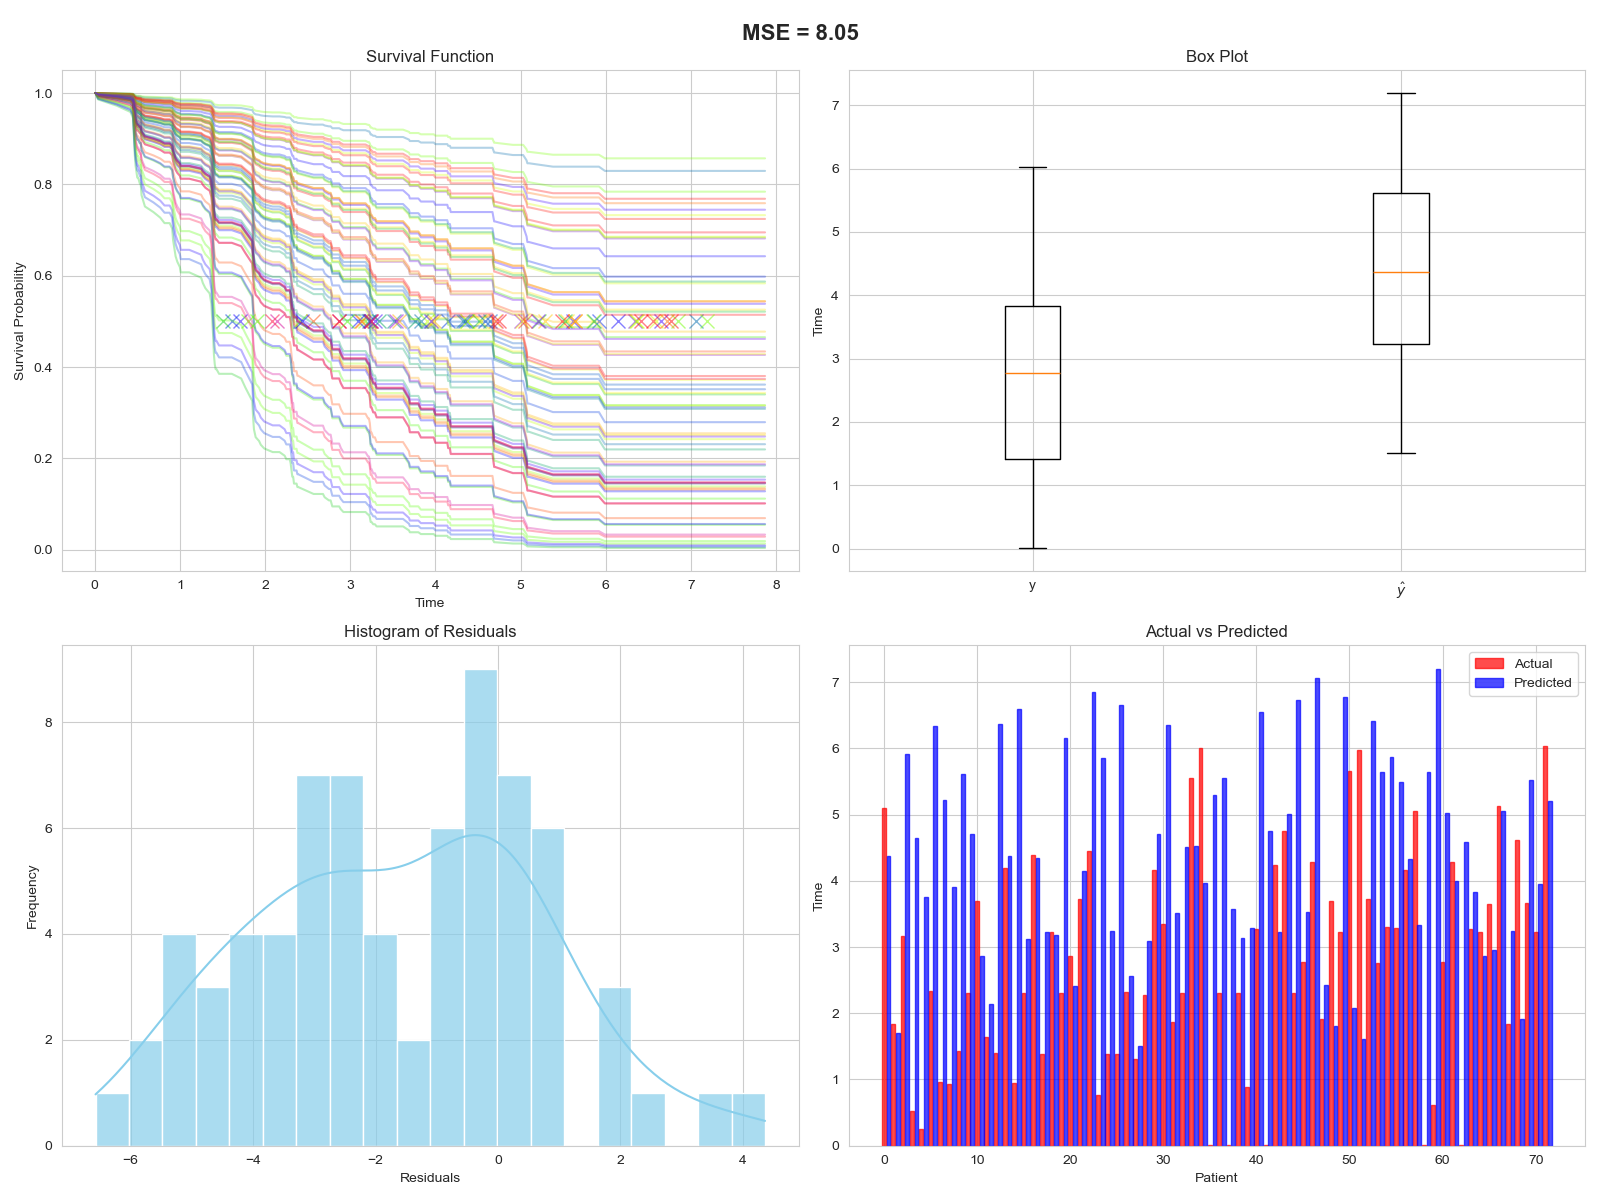 MSE = 8.05
Survival Function
1.0
0.8
0.6
0.4
0.2
0.0
Survival Probability
0 1 2 3 4 5 6 7 8
Time
Box Plot
7
6
5
4
3
2
1
0
Time
y ŷ
Histogram of Residuals
8
6
4
2
0
Frequency
−6 −4 −2 0 2 4
Residuals
Actual vs Predicted
Actual
Predicted
7
6
5
4
3
2
1
0
Time
0 10 20 30 40 50 60 70
Patient